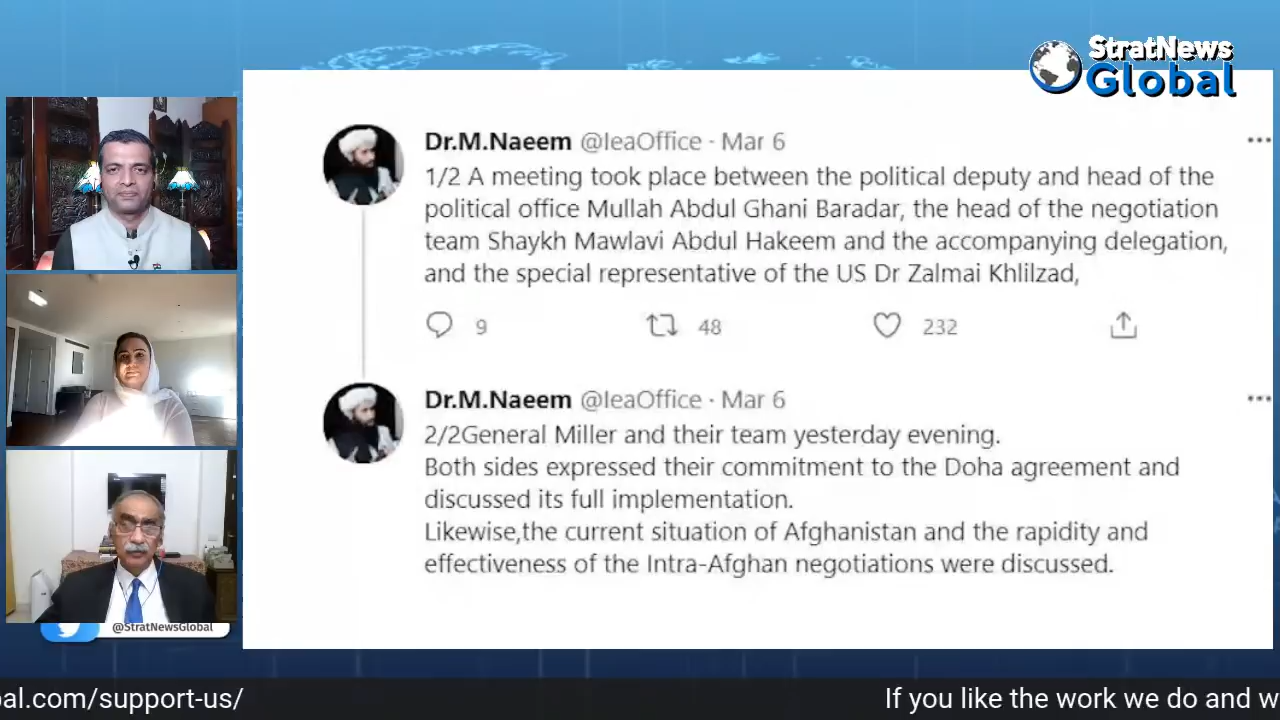 StratNews
Global
Dr.M.Naeem @IeaOffice · Mar 6
1/2 A meeting took place between the political deputy and head of the
political office Mullah Abdul Ghani Baradar, the head of the negotiation
team Shaykh Mawlavi Abdul Hakeem and the accompanying delegation,
and the special representative of the US Dr Zalmai Khlilzad,
9 48 232
Dr.M.Naeem @IeaOffice · Mar 6
2/2General Miller and their team yesterday evening.
Both sides expressed their commitment to the Doha agreement and
discussed its full implementation.
Likewise,the current situation of Afghanistan and the rapidity and
effectiveness of the Intra-Afghan negotiations were discussed.
@StratNewsGlobal
bal.com/support-us/ If you like the work we do and w